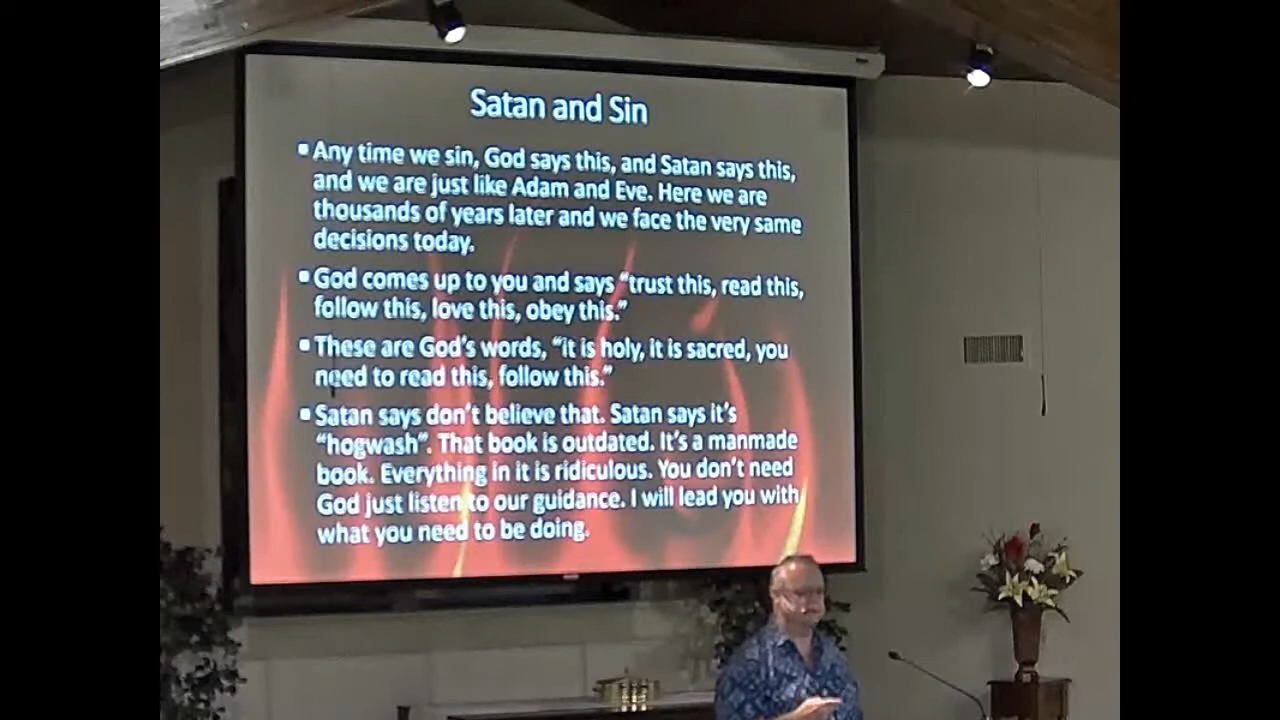 Satan and Sin
▪ Any time we sin, God says this, and Satan says this,
and we are just like Adam and Eve. Here we are
thousands of years later and we face the very same
decisions today.
▪ God comes up to you and says “trust this, read this,
follow this, love this, obey this.”
▪ These are God’s words, “it is holy, it is sacred, you
need to read this, follow this.”
▪ Satan says don’t believe that. Satan says it’s
“hogwash”. That book is outdated. It’s a manmade
book. Everything in it is ridiculous. You don’t need
God just listen to our guidance. I will lead you with
what you need to be doing.